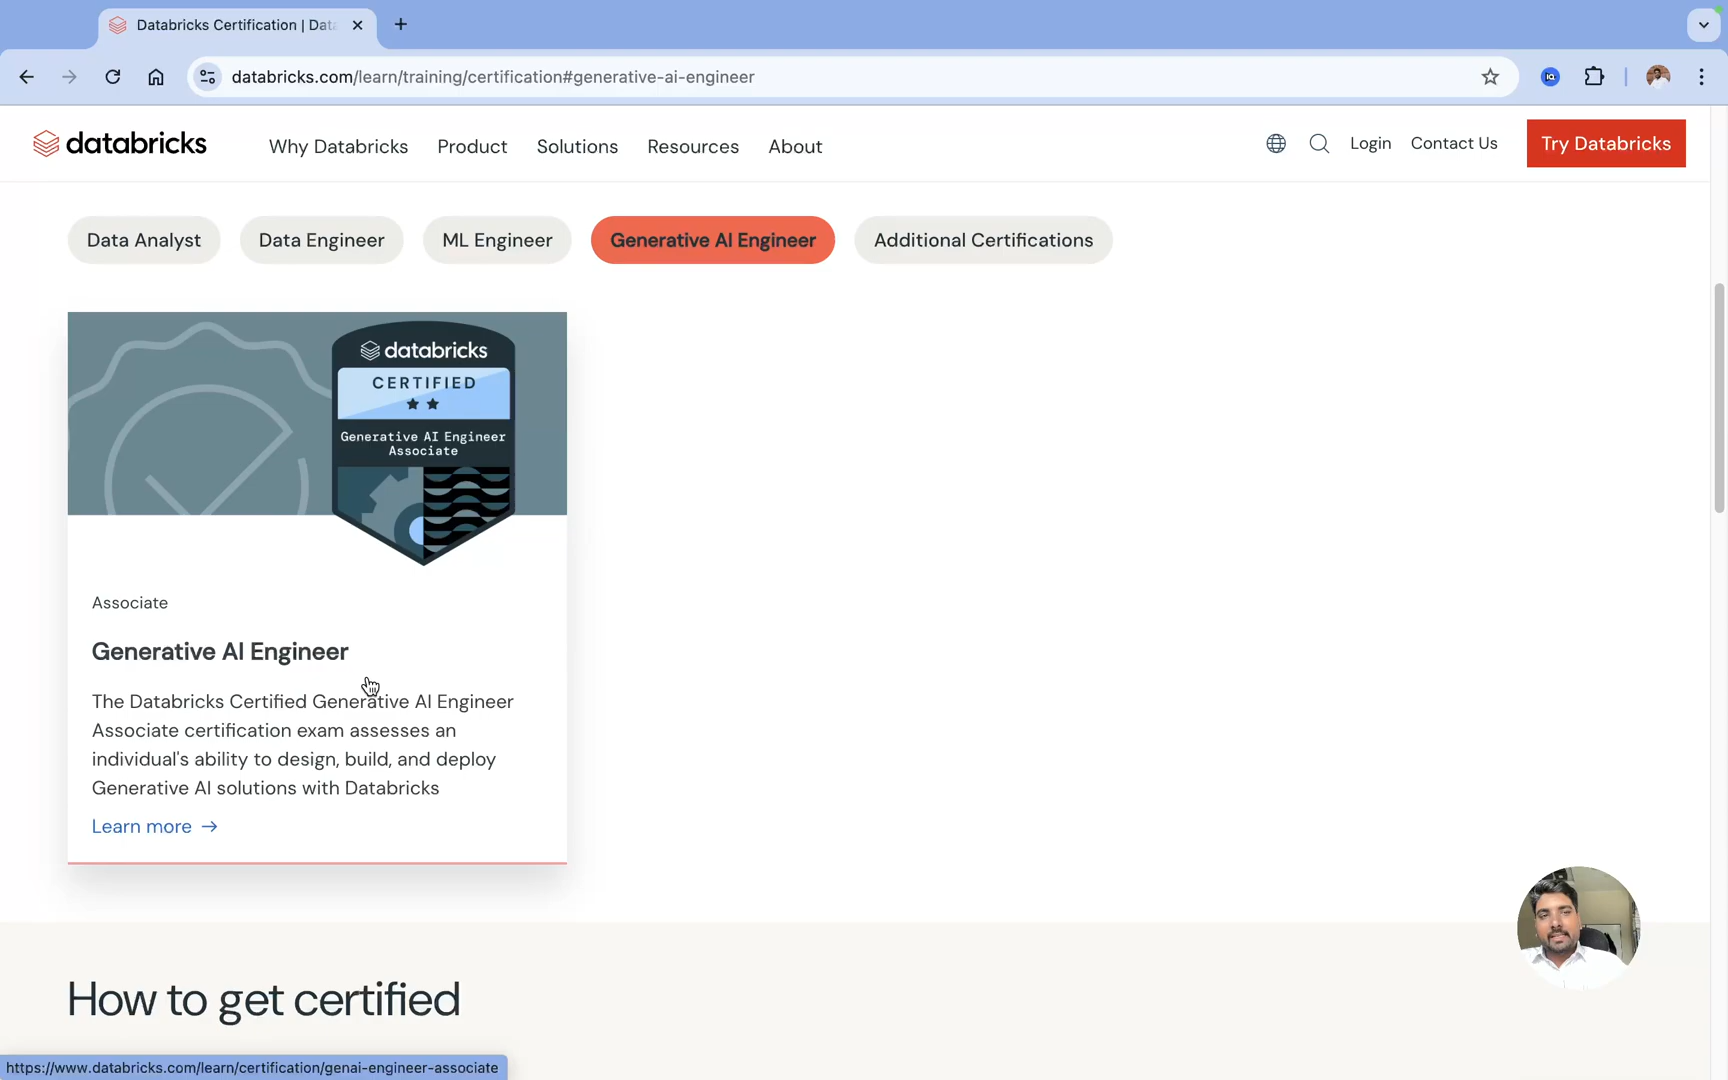 Databricks Certification | Data
databricks.com/learn/training/certification#generative-ai-engineer
databricks
Why Databricks Product Solutions Resources About
Login Contact Us Try Databricks
Data Analyst Data Engineer ML Engineer Generative AI Engineer Additional Certifications
databricks
CERTIFIED
Generative AI Engineer
Associate
Associate
Generative AI Engineer
The Databricks Certified Generative AI Engineer
Associate certification exam assesses an
individual's ability to design, build, and deploy
Generative AI solutions with Databricks
Learn more →
How to get certified
https://www.databricks.com/learn/certification/genai-engineer-associate